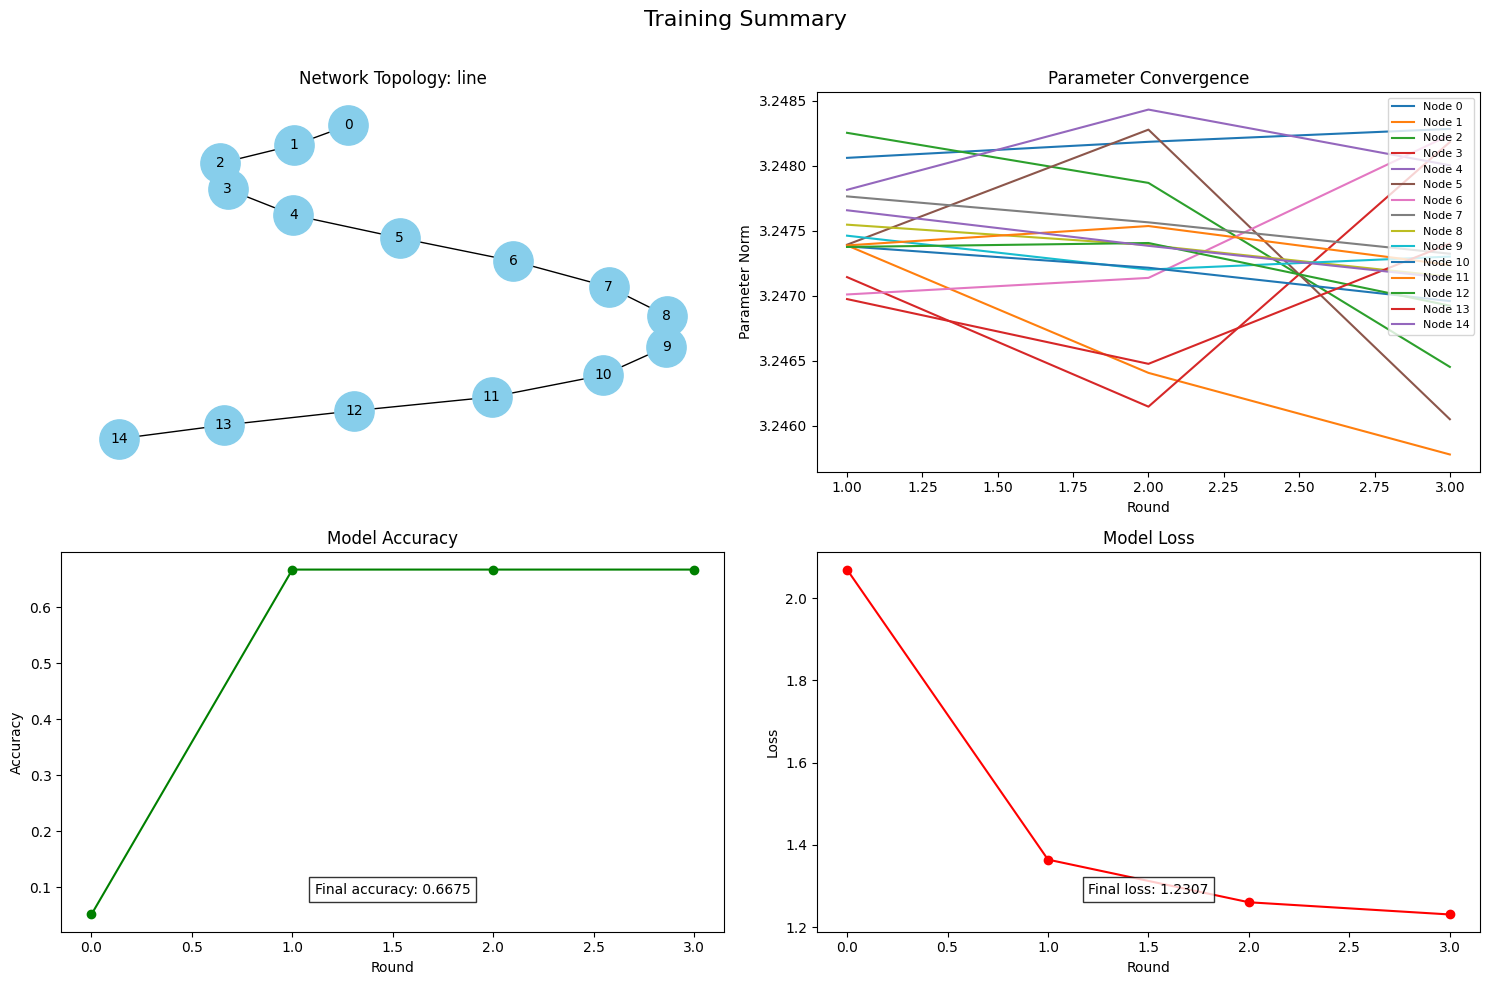 Training Summary
Network Topology: line
0
1
2
3
4
5
6
7
8
9
10
11
12
13
14
Parameter Convergence
3.2485
3.2480
3.2475
3.2470
3.2465
3.2460
Parameter Norm
Node 0
Node 1
Node 2
Node 3
Node 4
Node 5
Node 6
Node 7
Node 8
Node 9
Node 10
Node 11
Node 12
Node 13
Node 14
1.00 1.25 1.50 1.75 2.00 2.25 2.50 2.75 3.00
Round
Model Accuracy
0.6
0.5
0.4
0.3
0.2
0.1
Accuracy
Final accuracy: 0.6675
0.0 0.5 1.0 1.5 2.0 2.5 3.0
Round
Model Loss
2.0
1.8
1.6
1.4
1.2
Loss
Final loss: 1.2307
0.0 0.5 1.0 1.5 2.0 2.5 3.0
Round